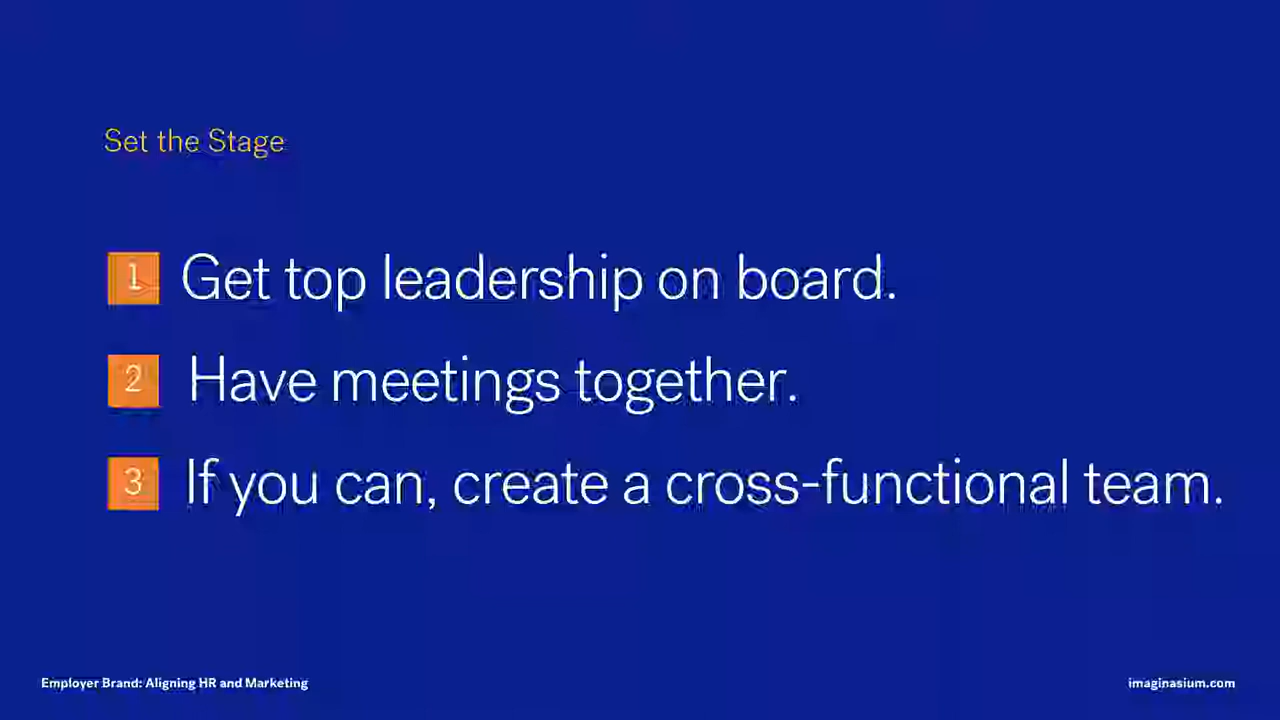 Set the Stage
1 Get top leadership on board.
2 Have meetings together.
3 If you can, create a cross-functional team.
Employer Brand: Aligning HR and Marketing
imaginasium.com